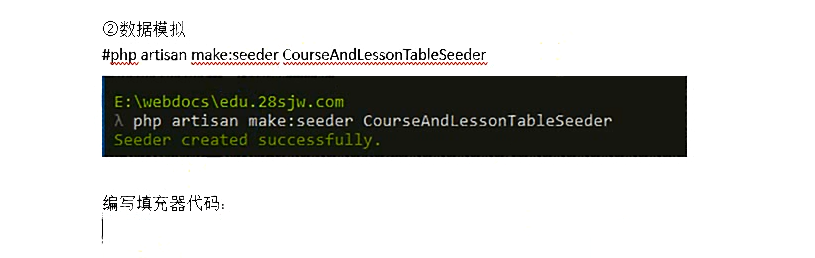 ②数据模拟
#php artisan make:seeder CourseAndLessonTableSeeder
E:\webdocs\edu.28sjw.com
λ php artisan make:seeder CourseAndLessonTableSeeder
Seeder created successfully.
编写填充器代码：